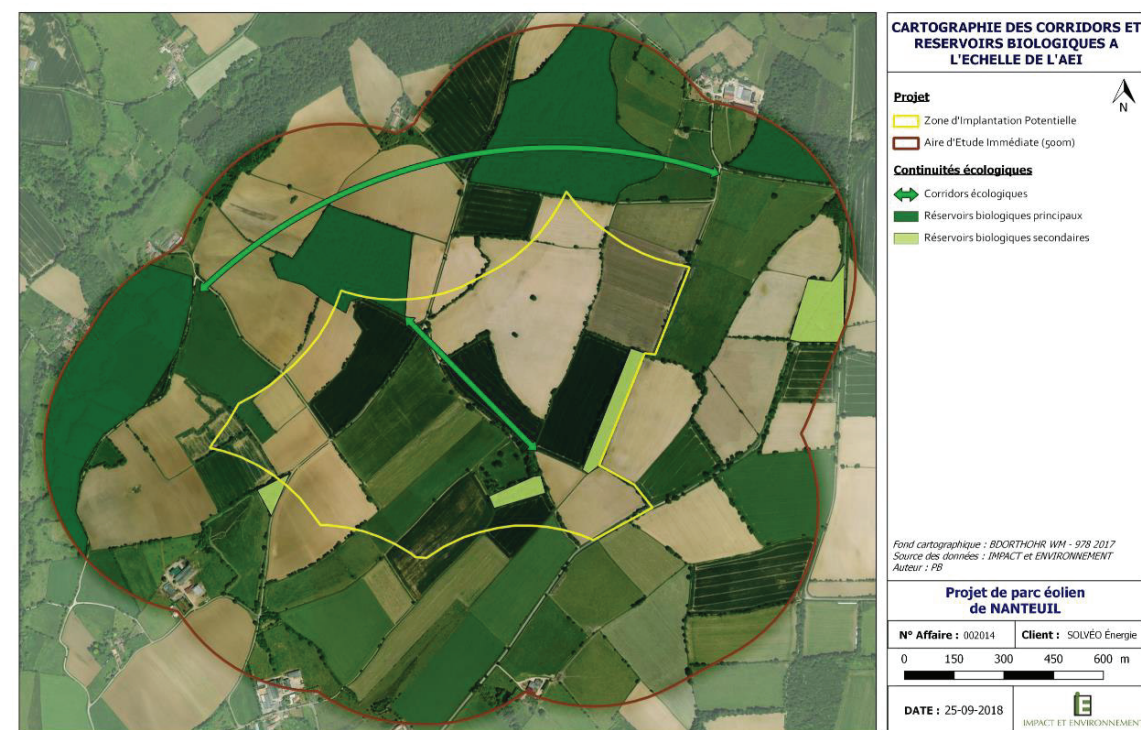 CARTOGRAPHIE DES CORRIDORS ET
RESERVOIRS BIOLOGIQUES A
L'ECHELLE DE L'AEI
Projet
N
Zone d'Implantation Potentielle
Aire d'Etude Immédiate (500m)
Continuités écologiques
Corridors écologiques
Réservoirs biologiques principaux
Réservoirs biologiques secondaires
Fond cartographique : BDORTHOHR WM - 978 2017
Source des données : IMPACT et ENVIRONNEMENT
Auteur : PB
Projet de parc éolien
de NANTEUIL
N° Affaire : 002014
Client : SOLVÉO Énergie
0 150 300 450 600 m
DATE : 25-09-2018
IMPACT ET ENVIRONNEMENT